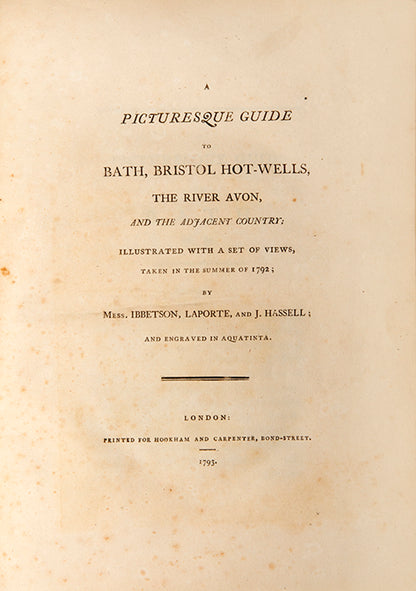 A
PICTURESQUE GUIDE
TO
BATH, BRISTOL HOT-WELLS,
THE RIVER AVON,
AND THE ADJACENT COUNTRY:
ILLUSTRATED WITH A SET OF VIEWS,
TAKEN IN THE SUMMER OF 1792;
BY
MESS. IBBETSON, LAPORTE, AND J. HASSELL;
AND ENGRAVED IN AQUATINTA.
LONDON:
PRINTED FOR HOOKHAM AND CARPENTER, BOND-STREET.
1793.